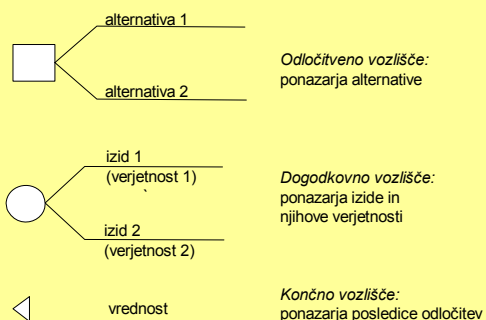 alternativa 1
alternativa 2
Odločitveno vozlišče:
ponazarja alternative
izid 1
(verjetnost 1)
izid 2
(verjetnost 2)
Dogodkovno vozlišče:
ponazarja izide in
njihove verjetnosti
vrednost
Končno vozlišče:
ponazarja posledice odločitev